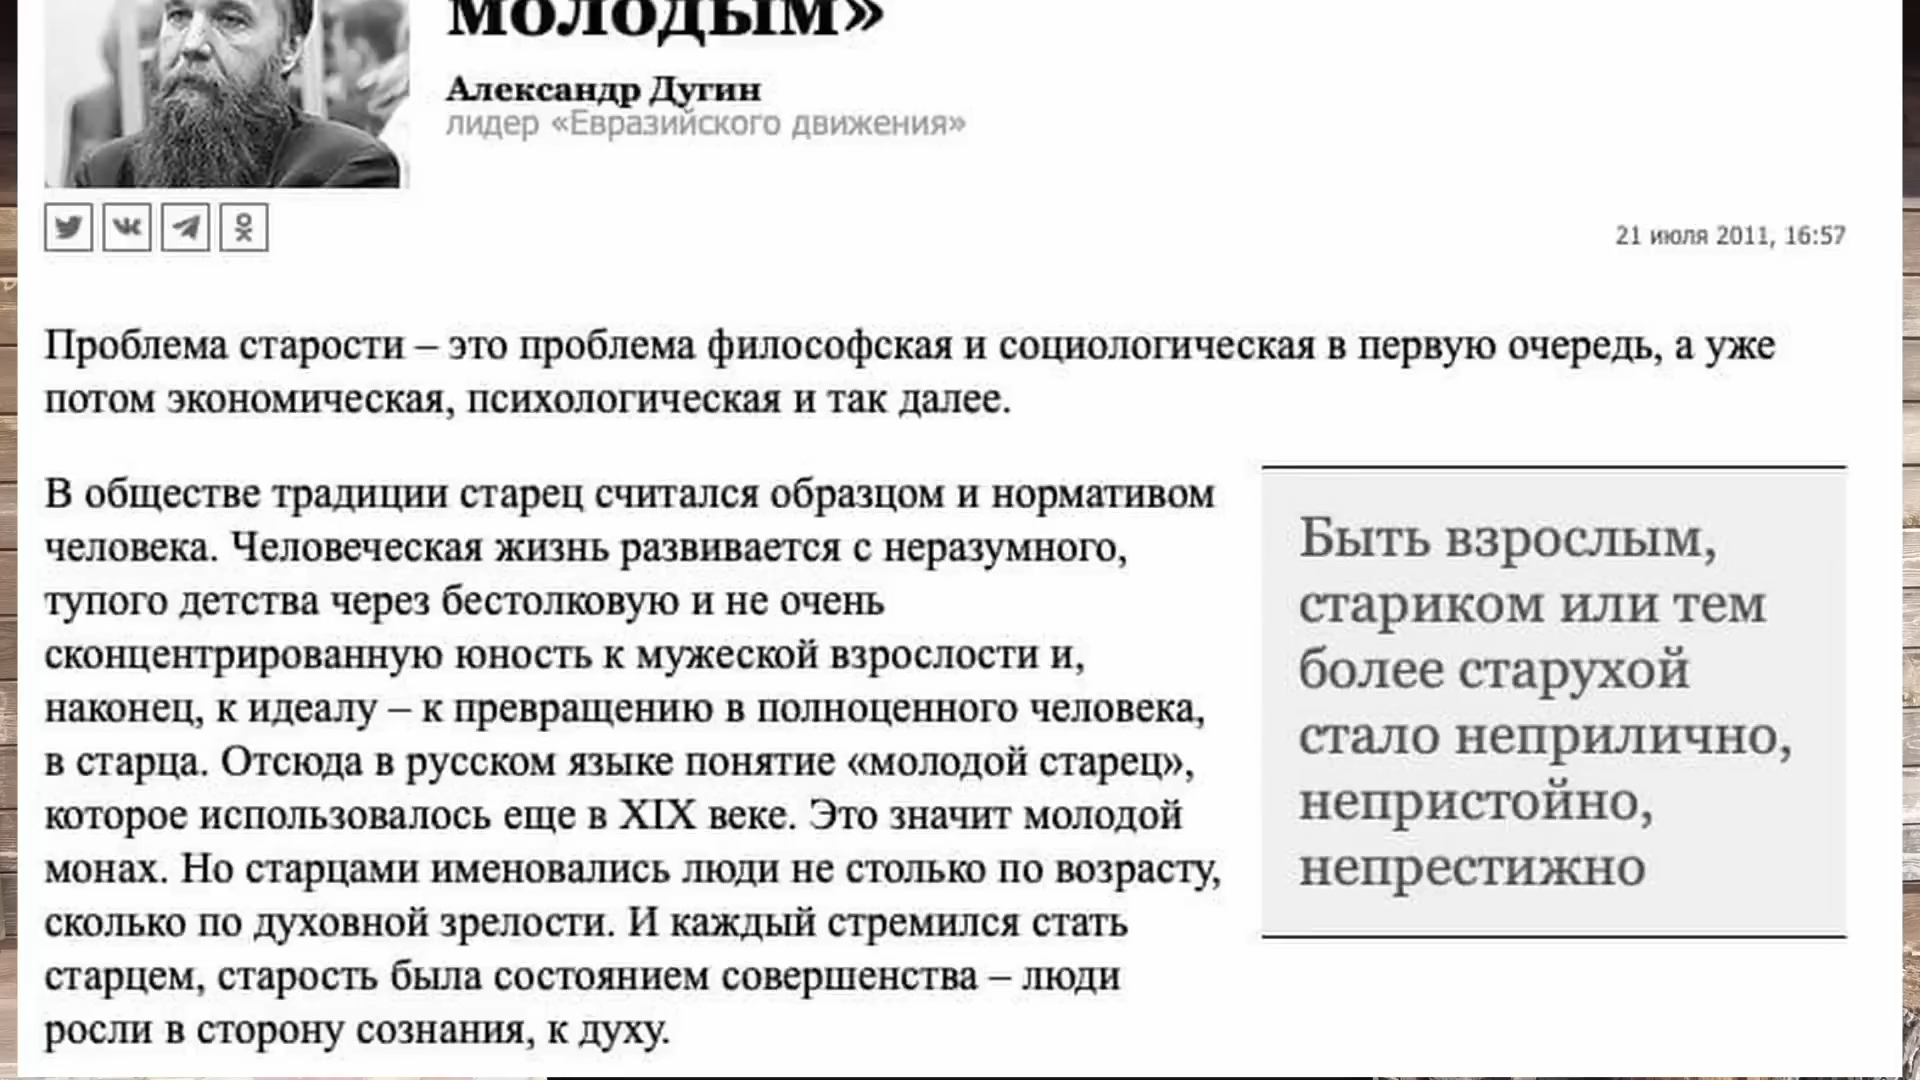 молодым»
Александр Дугин
лидер «Евразийского движения»
21 июля 2011, 16:57
Проблема старости – это проблема философская и социологическая в первую очередь, а уже
потом экономическая, психологическая и так далее.
В обществе традиции старец считался образцом и нормативом
человека. Человеческая жизнь развивается с неразумного,
тупого детства через бестолковую и не очень
сконцентрированную юность к мужеской взрослости и,
наконец, к идеалу – к превращению в полноценного человека,
в старца. Отсюда в русском языке понятие «молодой старец»,
которое использовалось еще в XIX веке. Это значит молодой
монах. Но старцами именовались люди не столько по возрасту,
сколько по духовной зрелости. И каждый стремился стать
старцем, старость была состоянием совершенства – люди
росли в сторону сознания, к духу.
Быть взрослым,
стариком или тем
более старухой
стало неприлично,
непристойно,
непрестижно